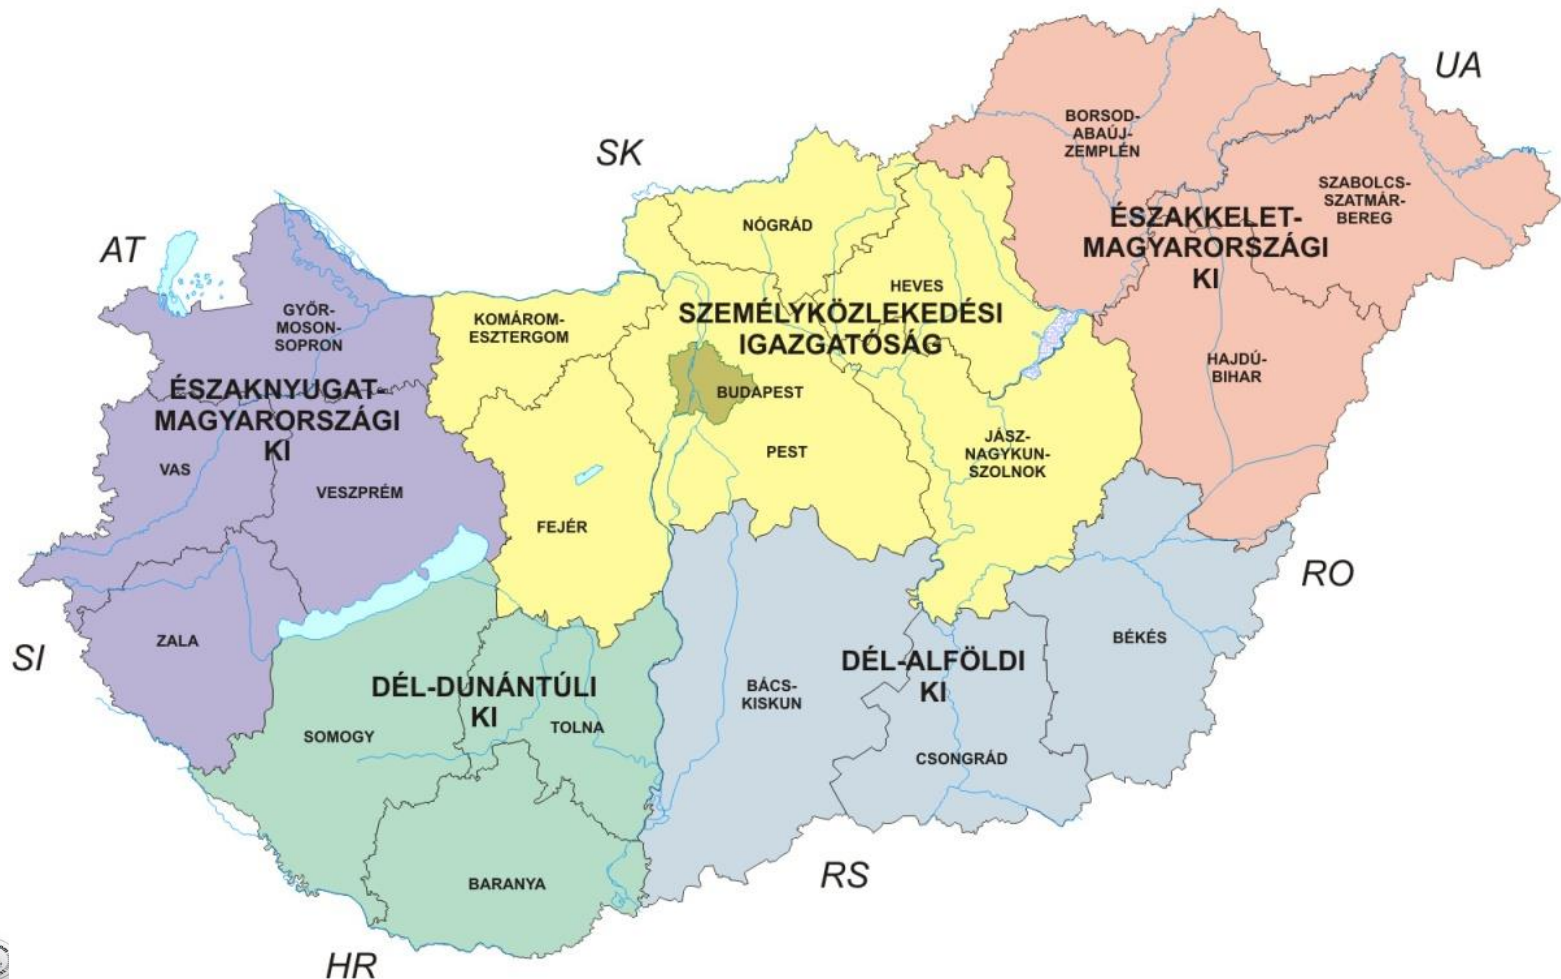 UA
BORSOD-
ABAÚJ-
ZEMPLÉN
SK
SZABOLCS-
SZATMÁR-
BEREG
ÉSZAKKELET-
MAGYARORSZÁGI
KI
NÓGRÁD
AT
HEVES
GYŐR-
MOSON-
SOPRON
KOMÁROM-
ESZTERGOM
SZEMÉLYKÖZLEKEDÉSI
IGAZGATÓSÁG
HAJDÚ-
BIHAR
ÉSZAKNYUGAT-
MAGYARORSZÁGI
KI
BUDAPEST
PEST
JÁSZ-
NAGYKUN-
SZOLNOK
VAS
VESZPRÉM
FEJÉR
RO
ZALA
SI
BÉKÉS
DÉL-ALFÖLDI
KI
DÉL-DUNÁNTÚLI
KI
BÁCS-
KISKUN
SOMOGY
TOLNA
CSONGRÁD
RS
BARANYA
HR